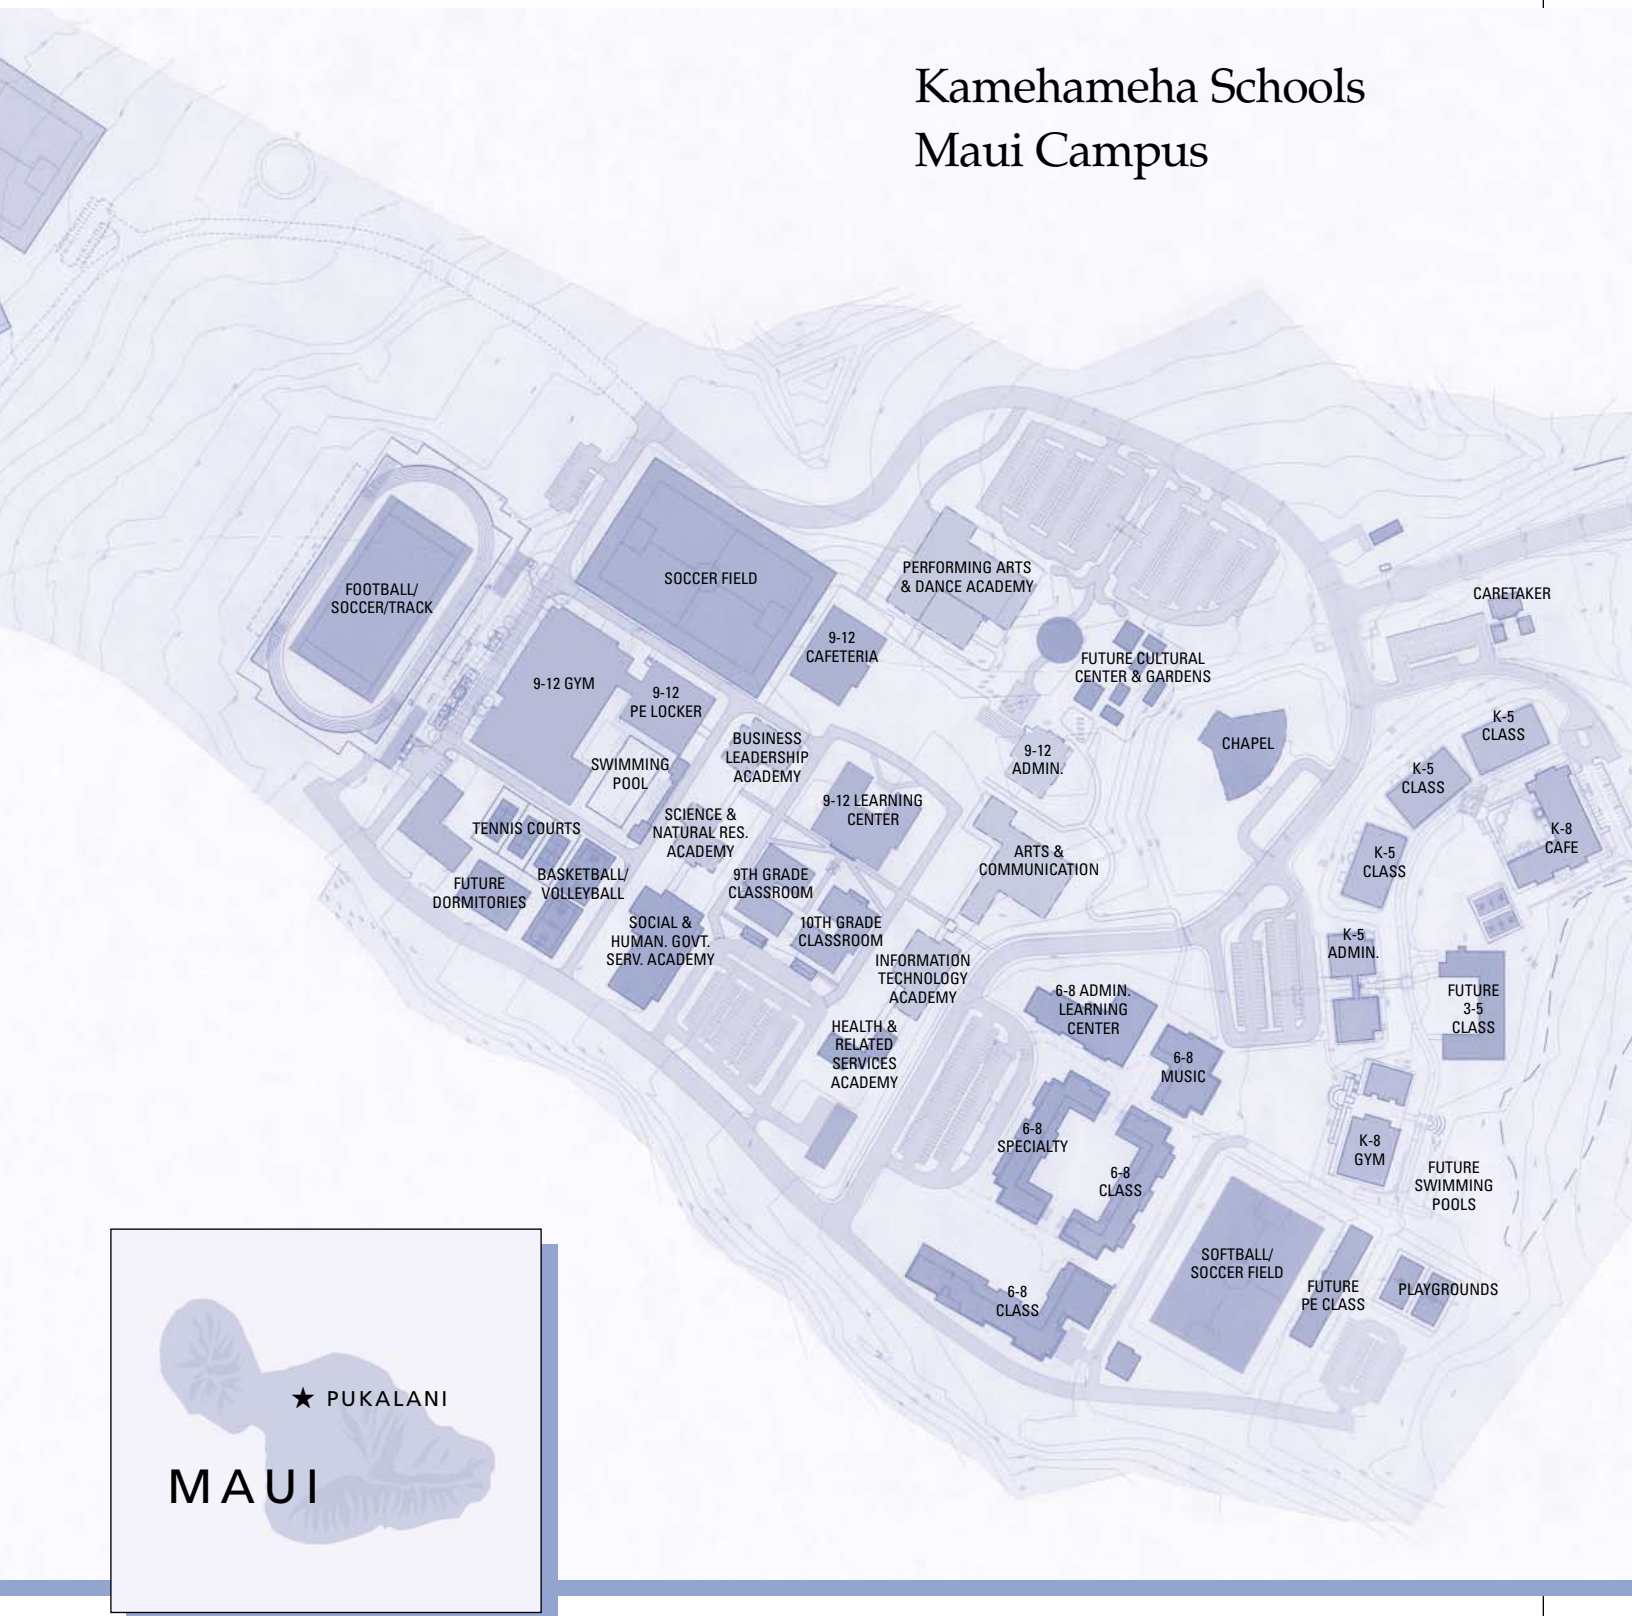 Kamehameha Schools
Maui Campus
FOOTBALL/
SOCCER/TRACK
SOCCER FIELD
PERFORMING ARTS
& DANCE ACADEMY
CARETAKER
9-12
CAFETERIA
FUTURE CULTURAL
CENTER & GARDENS
9-12 GYM
9-12
PE LOCKER
BUSINESS
LEADERSHIP
ACADEMY
9-12
ADMIN.
CHAPEL
K-5
CLASS
K-5
CLASS
SWIMMING
POOL
9-12 LEARNING
CENTER
TENNIS COURTS
SCIENCE &
NATURAL RES.
ACADEMY
K-8
CAFE
ARTS &
COMMUNICATION
K-5
CLASS
FUTURE
DORMITORIES
BASKETBALL/
VOLLEYBALL
9TH GRADE
CLASSROOM
SOCIAL &
HUMAN. GOVT.
SERV. ACADEMY
10TH GRADE
CLASSROOM
K-5
ADMIN.
INFORMATION
TECHNOLOGY
ACADEMY
6-8 ADMIN.
LEARNING
CENTER
FUTURE
3-5
CLASS
HEALTH &
RELATED
SERVICES
ACADEMY
6-8
MUSIC
6-8
SPECIALTY
6-8
CLASS
K-8
GYM
FUTURE
SWIMMING
POOLS
SOFTBALL/
SOCCER FIELD
FUTURE
PE CLASS
PLAYGROUNDS
6-8
CLASS
PUKALANI
MAUI